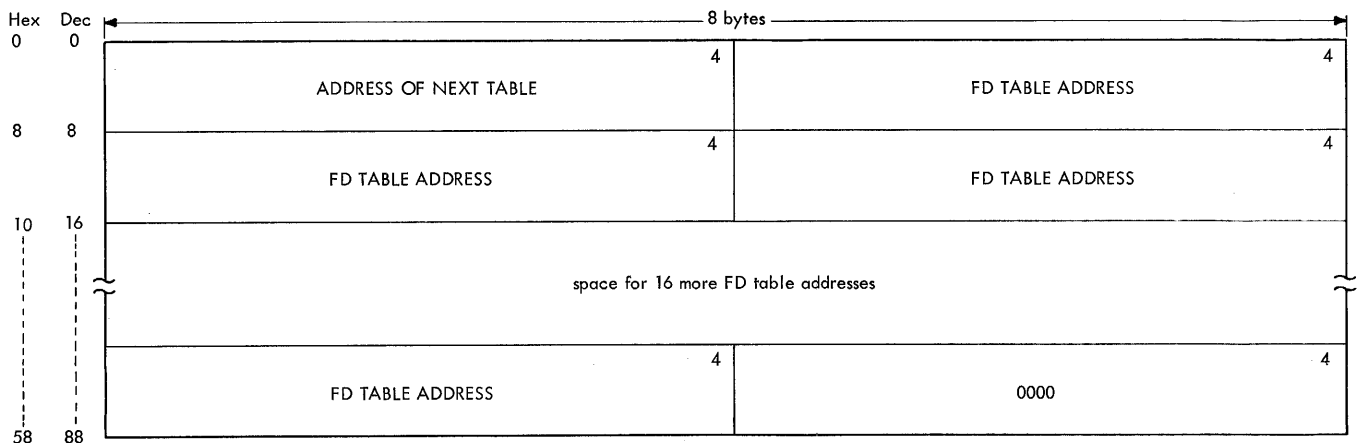 Hex Dec 8 bytes
0 0
4 4
ADDRESS OF NEXT TABLE FD TABLE ADDRESS
8 8
4 4
FD TABLE ADDRESS FD TABLE ADDRESS
10 16
space for 16 more FD table addresses
4 4
FD TABLE ADDRESS 0000
58 88